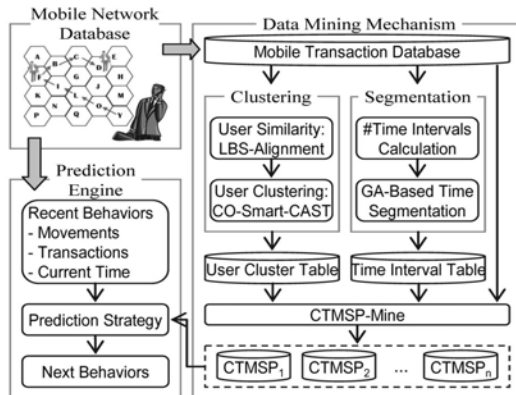 Mobile Network
Database
A
C
E
B
D
F
G
H
I
J
K
M
N
O
P
Q
Data Mining Mechanism
Mobile Transaction Database
Clustering
User Similarity:
LBS-Alignment
User Clustering:
CO-Smart-CAST
User Cluster Table
Segmentation
#Time Intervals
Calculation
GA-Based Time
Segmentation
Time Interval Table
CTMSP-Mine
CTMSP1
CTMSP2
...
CTMSPn
Prediction
Engine
Recent Behaviors
- Movements
- Transactions
- Current Time
Prediction Strategy
Next Behaviors